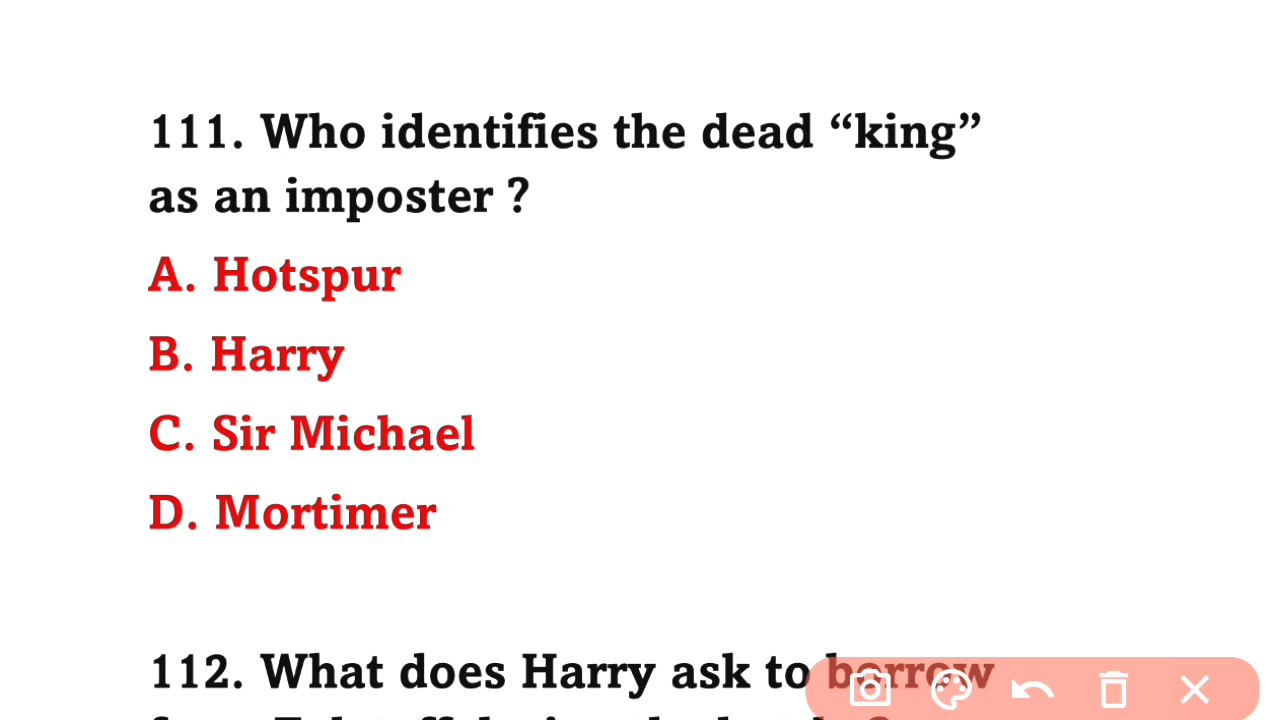 111. Who identifies the dead “king”
as an imposter ?
A. Hotspur
B. Harry
C. Sir Michael
D. Mortimer
112. What does Harry ask to borrow